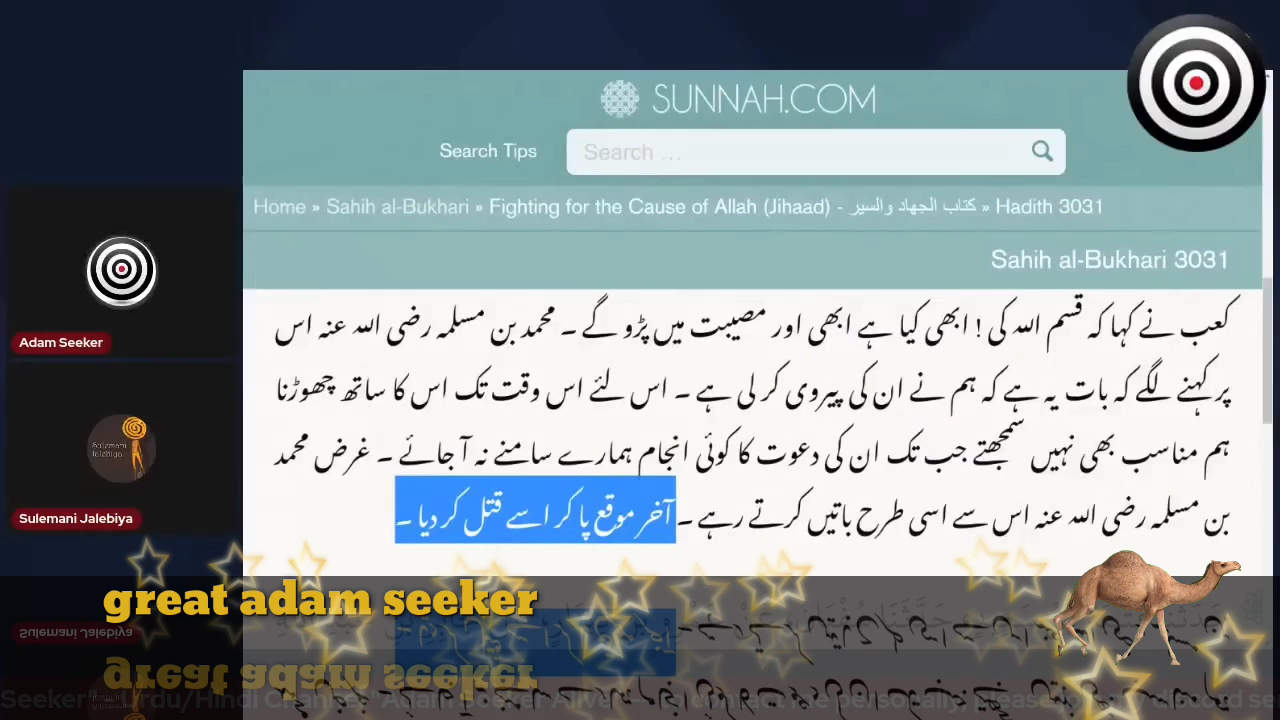 SUNNAH.COM
Search Tips
Search ...
Home » Sahih al-Bukhari » Fighting for the Cause of Allah (Jihaad) - كتاب الجهاد والسير » Hadith 3031
Sahih al-Bukhari 3031
کعب نے کہا کہ قسم اللہ کی ! ابھی کیا ہے ابھی اور مصیبت میں پڑو گے ۔ محمد بن مسلمہ رضی اللہ عنہ اس
پر کہنے لگے کہ بات یہ ہے کہ ہم نے ان کی پیروی کر لی ہے ۔ اس لئے اس وقت تک اس کا ساتھ چھوڑنا
ہم مناسب بھی نہیں سمجھتے جب تک ان کی دعوت کا کوئی انجام ہمارے سامنے نہ آ جائے ۔ غرض محمد
بن مسلمہ رضی اللہ عنہ اس سے اسی طرح باتیں کرتے رہے ۔ آخر موقع پا کر اسے قتل کر دیا ۔
Adam Seeker
Sulemani Jalebiya
Sulemani Jalebiya
great adam seeker